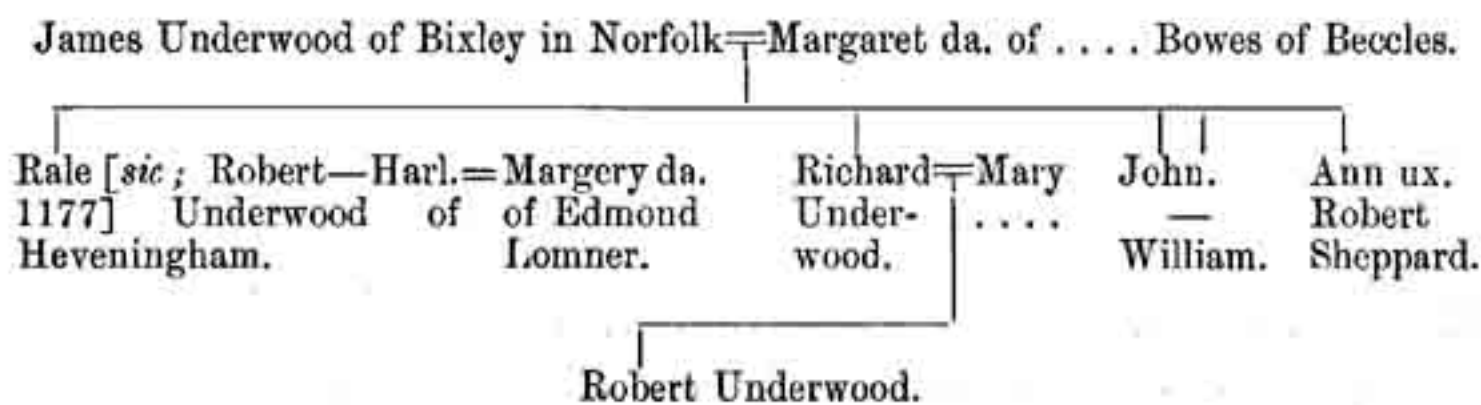 James Underwood of Bixley in Norfolk=Margaret da. of .... Bowes of Beccles.
Rale [sic; Robert—Harl.=Margery da. Richard=Mary John. Ann ux.
1177] Underwood of of Edmond Under- .... — Robert
Heveningham. Lomner. wood. William. Sheppard.
Robert Underwood.